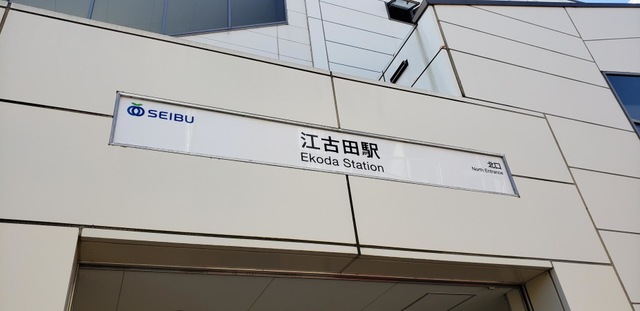 SEIBU
江古田駅
Ekoda Station
北口
North Entrance